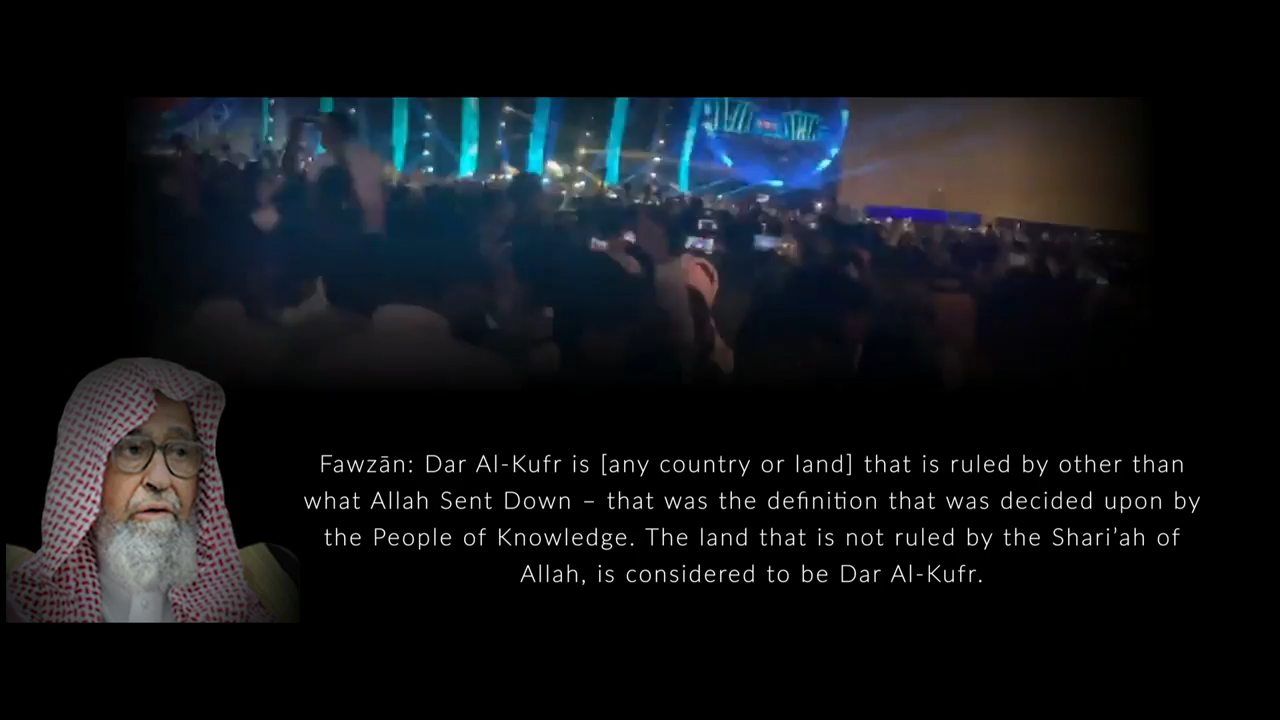 Fawzān: Dar Al-Kufr is [any country or land] that is ruled by other than
what Allah Sent Down – that was the definition that was decided upon by
the People of Knowledge. The land that is not ruled by the Shari’ah of
Allah, is considered to be Dar Al-Kufr.